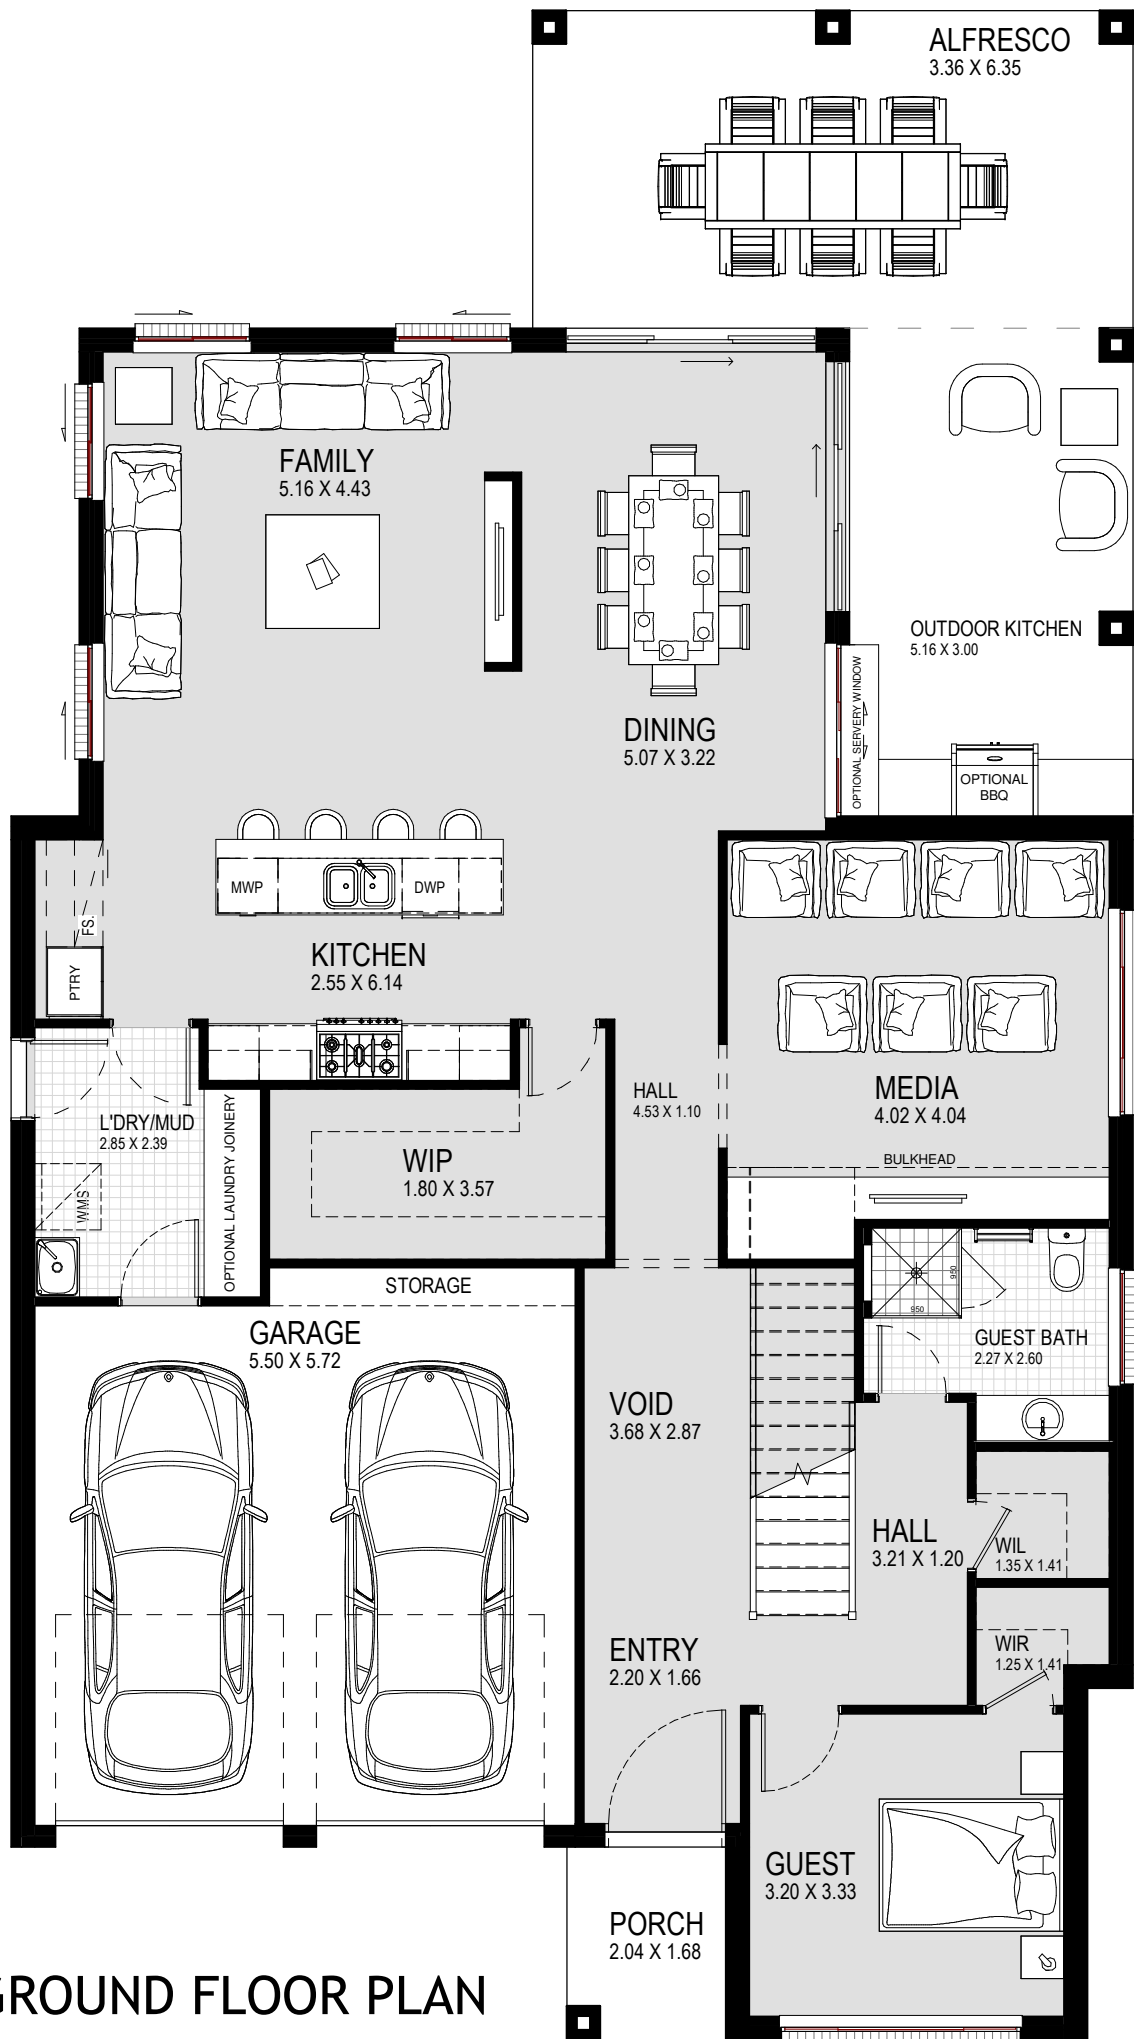 ALFRESCO
3.36 X 6.35
FAMILY
5.16 X 4.43
OUTDOOR KITCHEN
5.16 X 3.00
DINING
5.07 X 3.22
OPTIONAL SERVERY WINDOW
OPTIONAL
BBQ
MWP
DWP
FS.
PTRY
KITCHEN
2.55 X 6.14
HALL
4.53 X 1.10
MEDIA
4.02 X 4.04
BULKHEAD
L'DRY/MUD
2.85 X 2.39
OPTIONAL LAUNDRY JOINERY
WMS
WIP
1.80 X 3.57
STORAGE
GARAGE
5.50 X 5.72
950
950
GUEST BATH
2.27 X 2.60
VOID
3.68 X 2.87
HALL
3.21 X 1.20
WIL
1.35 X 1.41
ENTRY
2.20 X 1.66
WIR
1.25 X 1.41
GUEST
3.20 X 3.33
PORCH
2.04 X 1.68
GROUND FLOOR PLAN